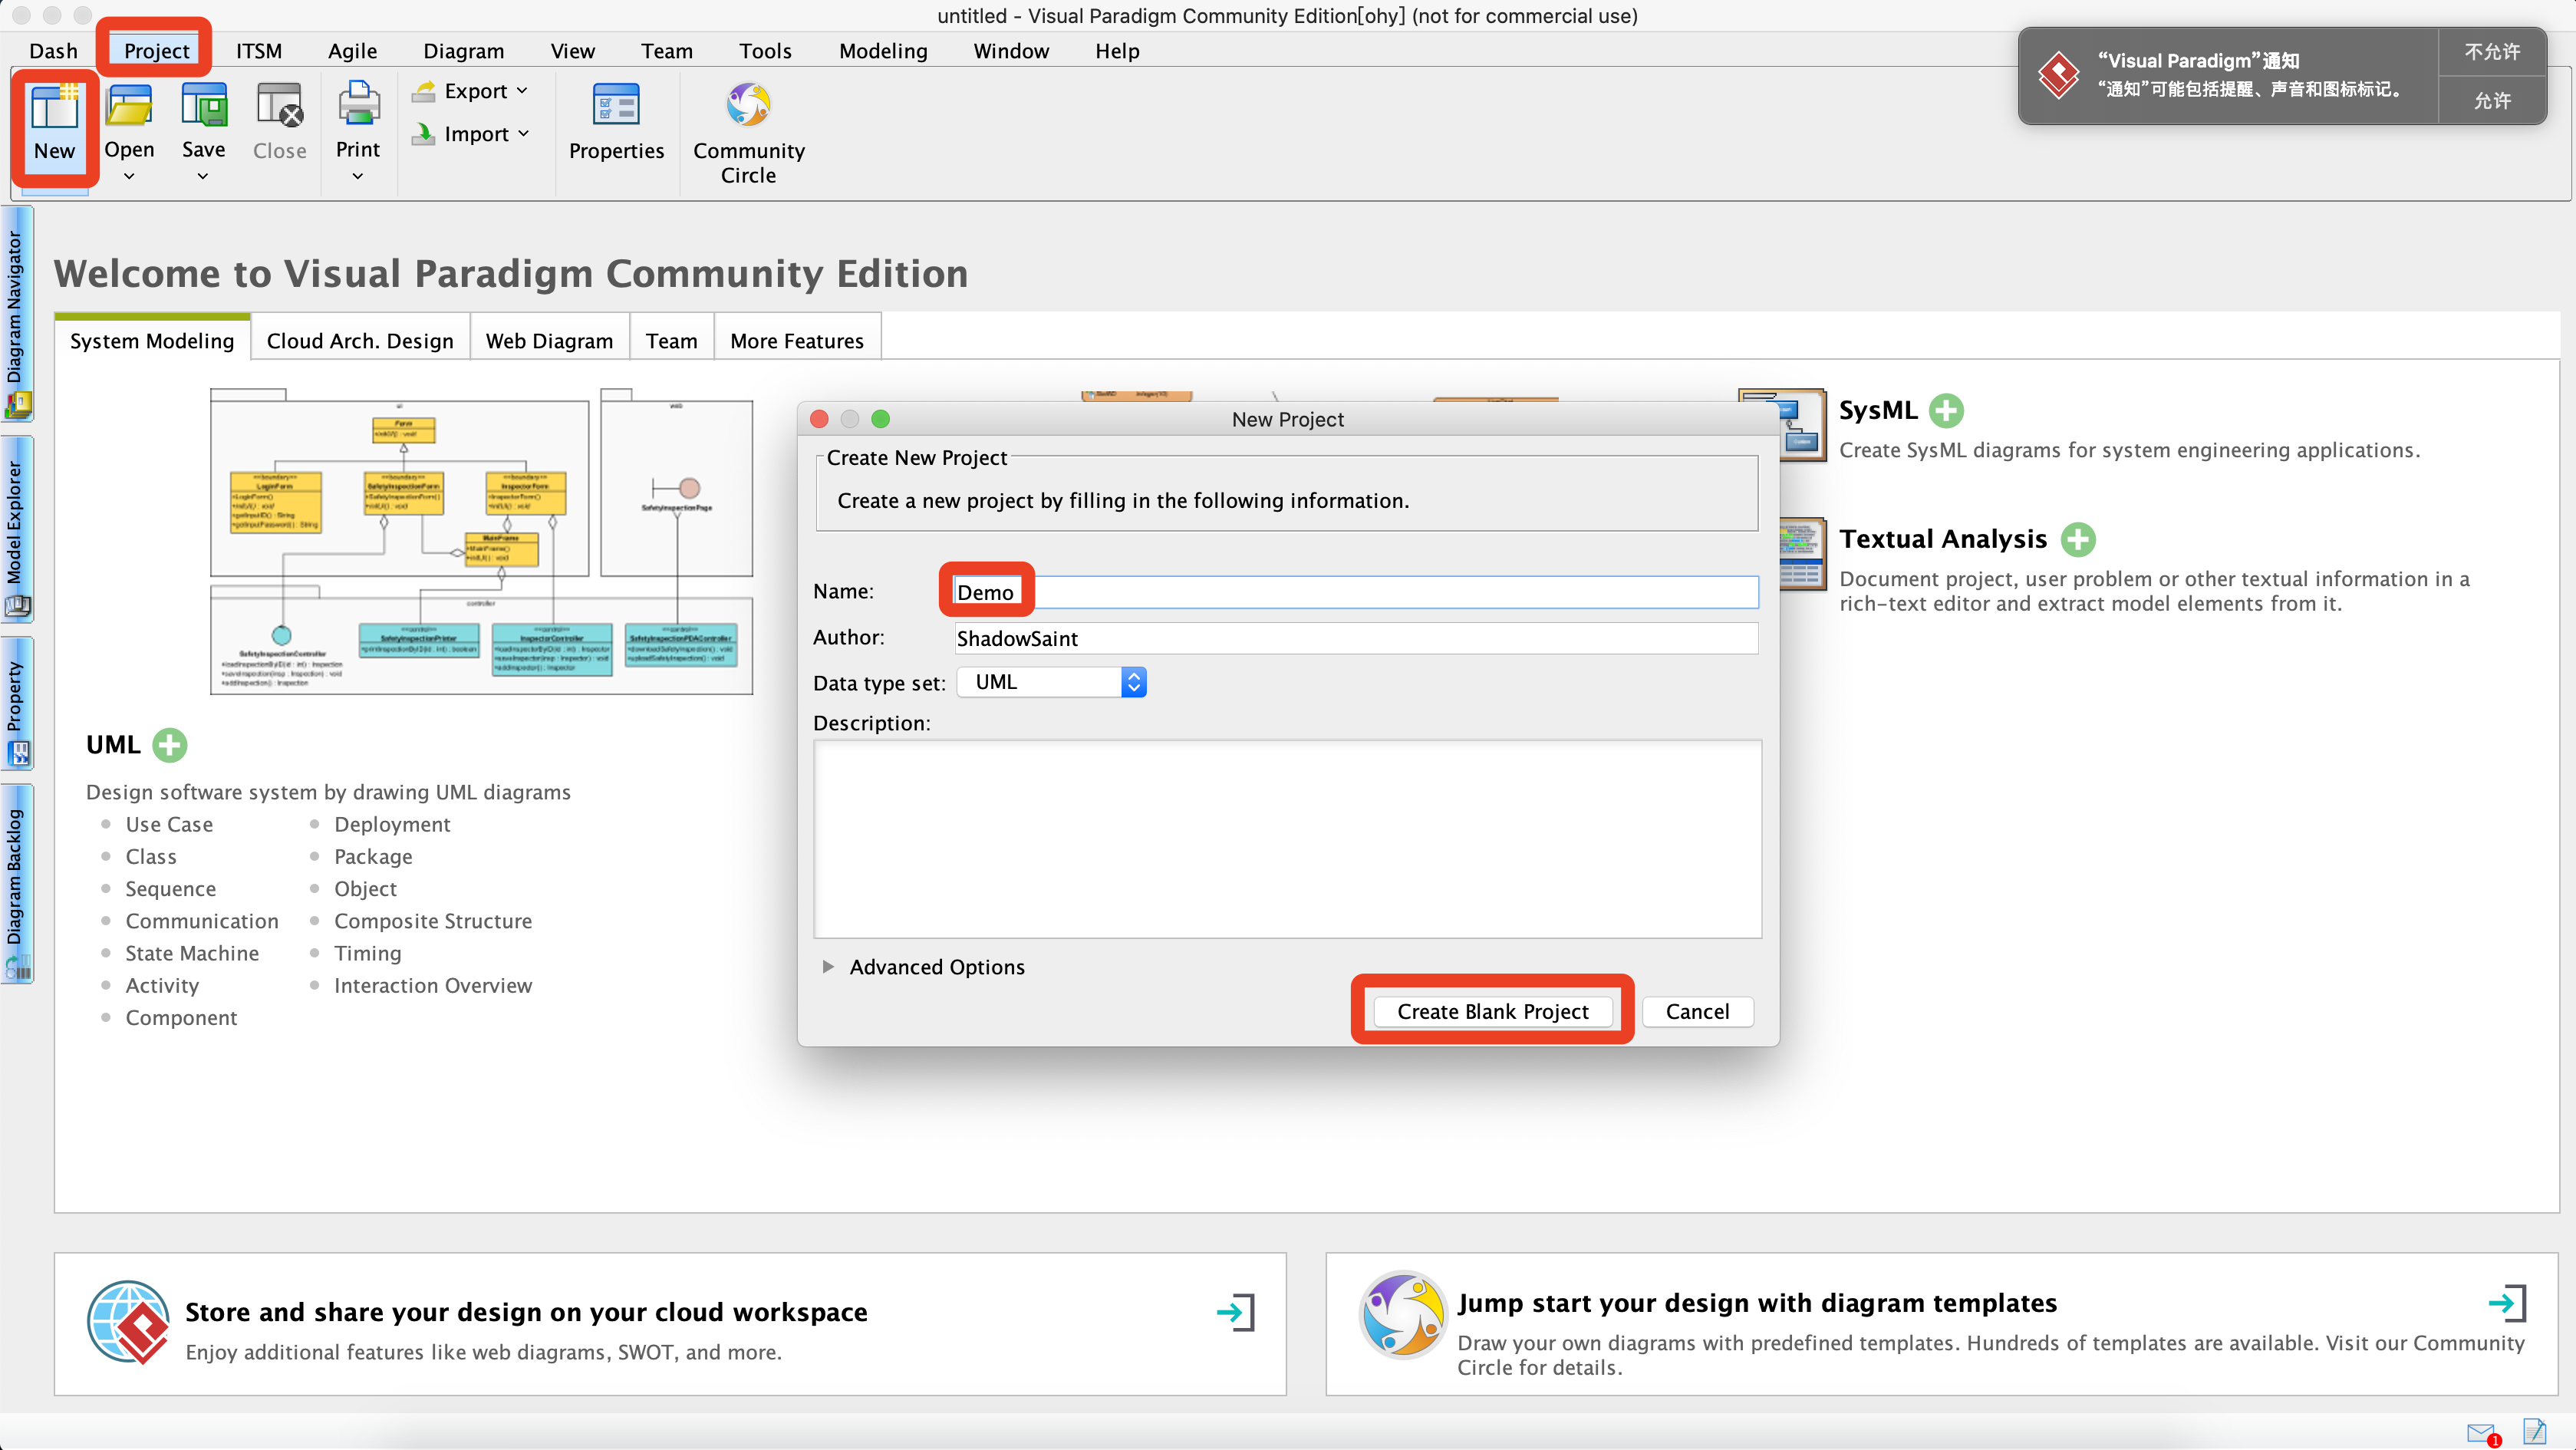 untitled - Visual Paradigm Community Edition[ohy] (not for commercial use)
Dash Project ITSM Agile Diagram View Team Tools Modeling Window Help
New Open Save Close Print
Export
Import
Properties
Community
Circle
“Visual Paradigm”通知
“通知”可能包括提醒、声音和图标标记。
不允许
允许
Diagram Navigator
Model Explorer
Property
Diagram Backlog
Welcome to Visual Paradigm Community Edition
System Modeling Cloud Arch. Design Web Diagram Team More Features
UML
Design software system by drawing UML diagrams
Use Case
Class
Sequence
Communication
State Machine
Activity
Component
Deployment
Package
Object
Composite Structure
Timing
Interaction Overview
New Project
Create New Project
Create a new project by filling in the following information.
Name: Demo
Author: ShadowSaint
Data type set: UML
Description:
Advanced Options
Create Blank Project Cancel
SysML
Create SysML diagrams for system engineering applications.
Textual Analysis
Document project, user problem or other textual information in a
rich-text editor and extract model elements from it.
Store and share your design on your cloud workspace
Enjoy additional features like web diagrams, SWOT, and more.
Jump start your design with diagram templates
Draw your own diagrams with predefined templates. Hundreds of templates are available. Visit our Community
Circle for details.
1